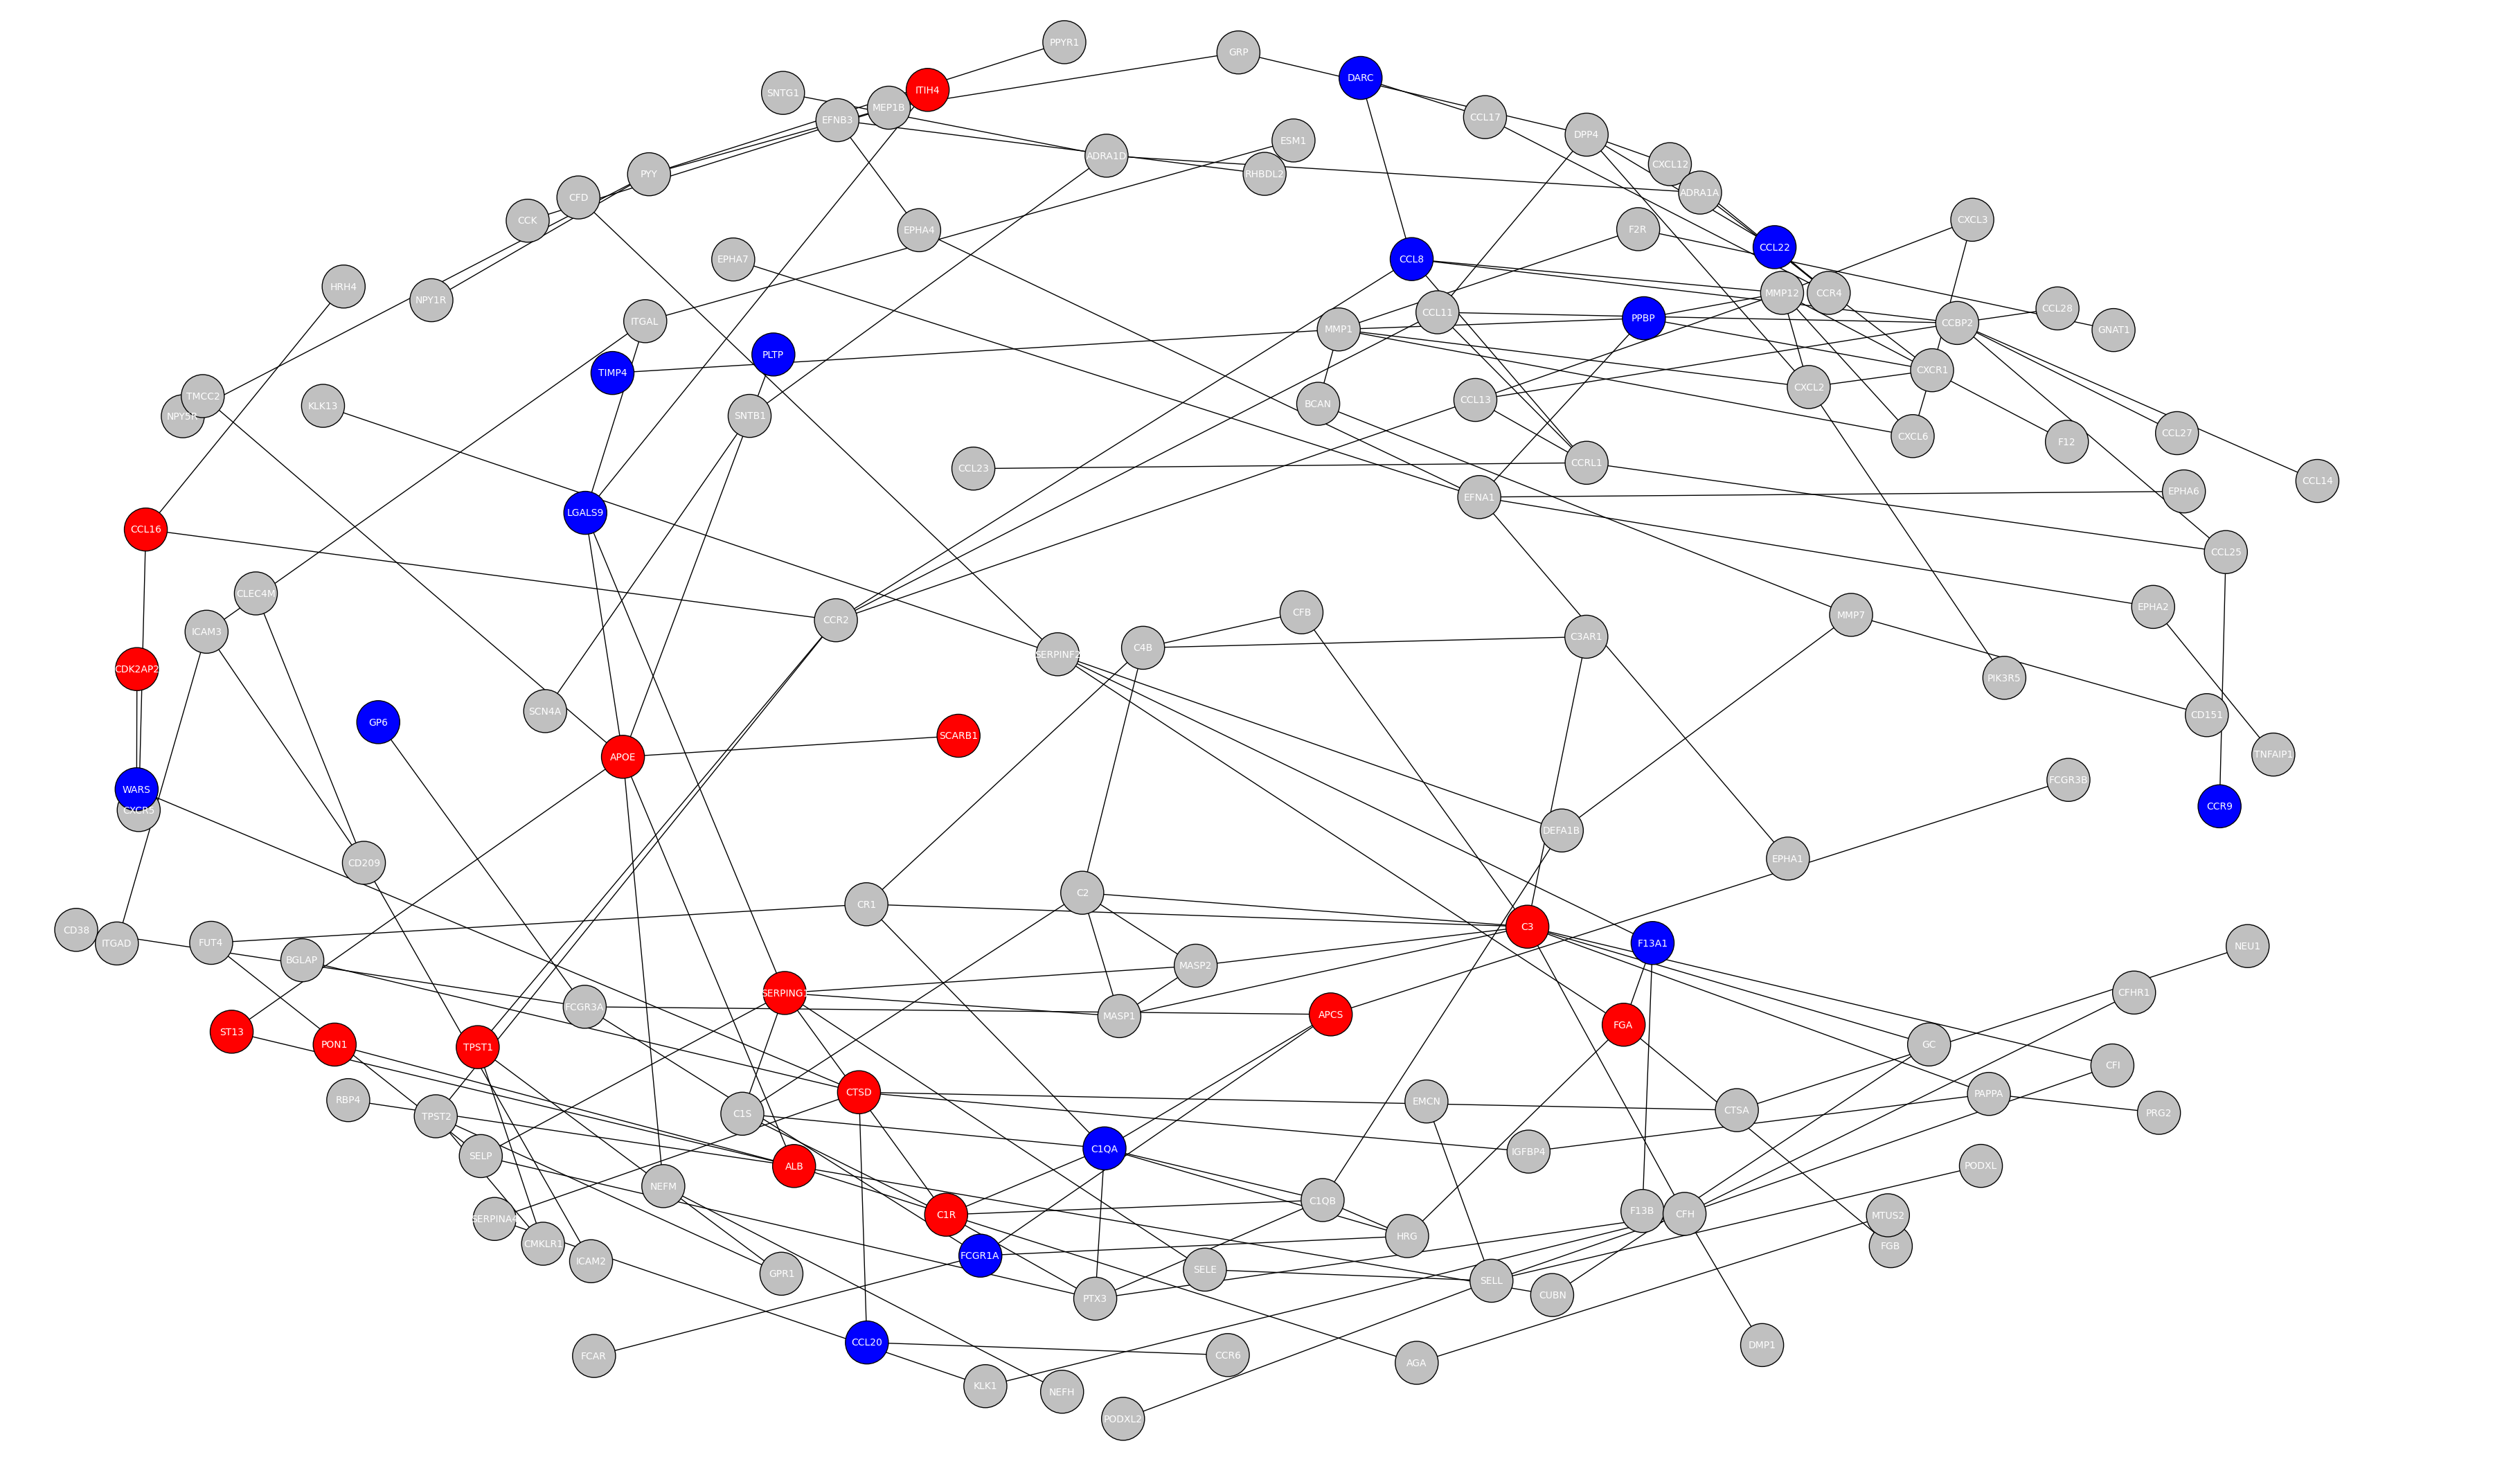 PPYR1
GRP
DARC
ITIH4
SNTG1
MEP1B
EFNB3
CCL17
DPP4
ESM1
ADRA1D
CXCL12
RHBDL2
PYY
ADRA1A
CFD
CCK
CXCL3
F2R
EPHA4
CCL22
EPHA7
CCL8
HRH4
MMP12
CCR4
NPY1R
CCL28
CCL11
PPBP
ITGAL
CCBP2
MMP1
GNAT1
PLTP
CXCR1
TIMP4
CXCL2
TMCC2
CCL13
BCAN
KLK13
NPY5R
SNTB1
CCL27
CXCL6
F12
CCRL1
CCL23
CCL14
EPHA6
EFNA1
LGALS9
CCL16
CCL25
CLEC4M
EPHA2
CFB
MMP7
CCR2
ICAM3
C3AR1
C4B
SERPINF2
CDK2AP2
PIK3R5
SCN4A
CD151
GP6
SCARB1
TNFAIP1
APOE
FCGR3B
WARS
CCR9
CXCR5
DEFA1B
EPHA1
CD209
C2
CR1
C3
CD38
ITGAD
FUT4
F13A1
NEU1
BGLAP
MASP2
SERPING1
CFHR1
FCGR3A
APCS
MASP1
FGA
ST13
PON1
GC
TPST1
CFI
CTSD
PAPPA
RBP4
EMCN
CTSA
PRG2
C1S
TPST2
C1QA
IGFBP4
SELP
ALB
PODXL
NEFM
C1QB
F13B
CFH
C1R
MTUS2
SERPINA4
HRG
CMKLR1
FGB
FCGR1A
ICAM2
SELE
GPR1
SELL
CUBN
PTX3
CCL20
DMP1
FCAR
CCR6
AGA
KLK1
NEFH
PODXL2